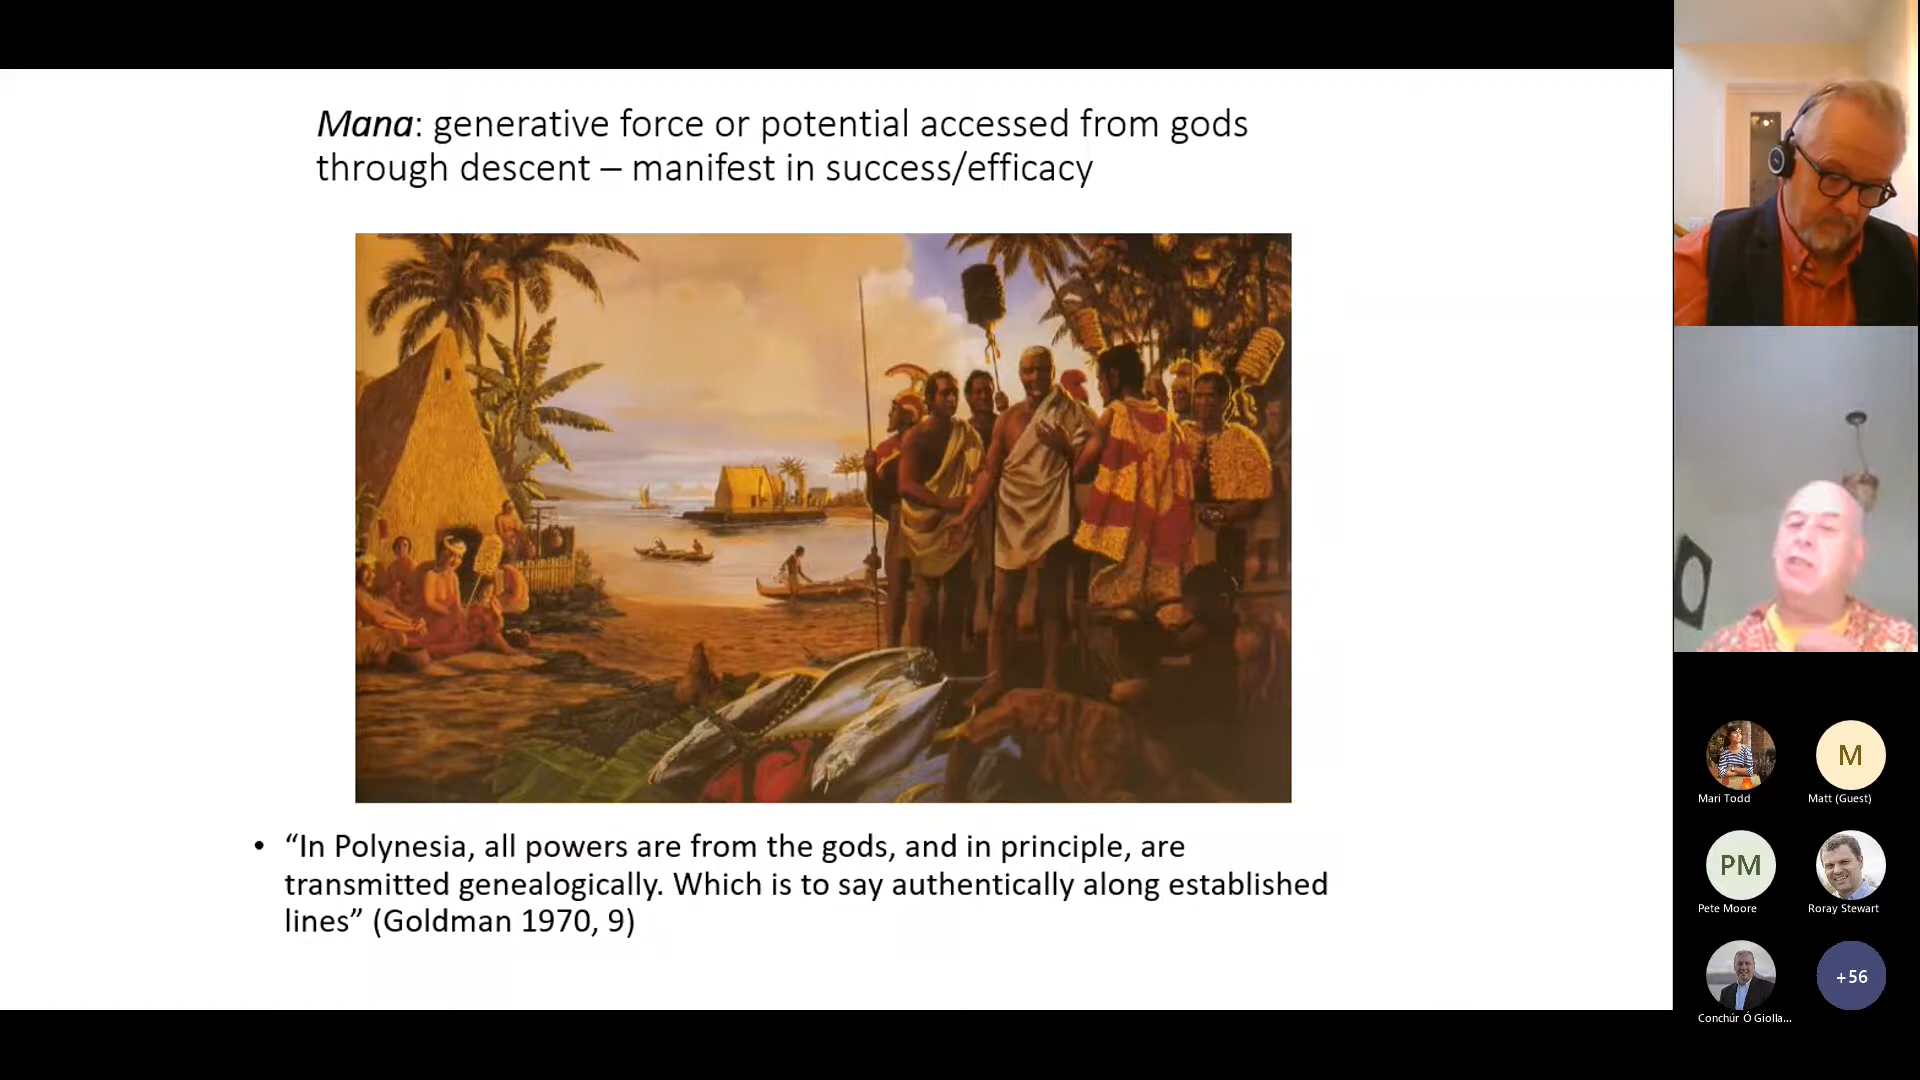 Mana: generative force or potential accessed from gods
through descent – manifest in success/efficacy
• “In Polynesia, all powers are from the gods, and in principle, are
transmitted genealogically. Which is to say authentically along established
lines” (Goldman 1970, 9)
M
Mari Todd
Matt (Guest)
PM
Pete Moore
Roray Stewart
+56
Conchúr Ó Giolla...